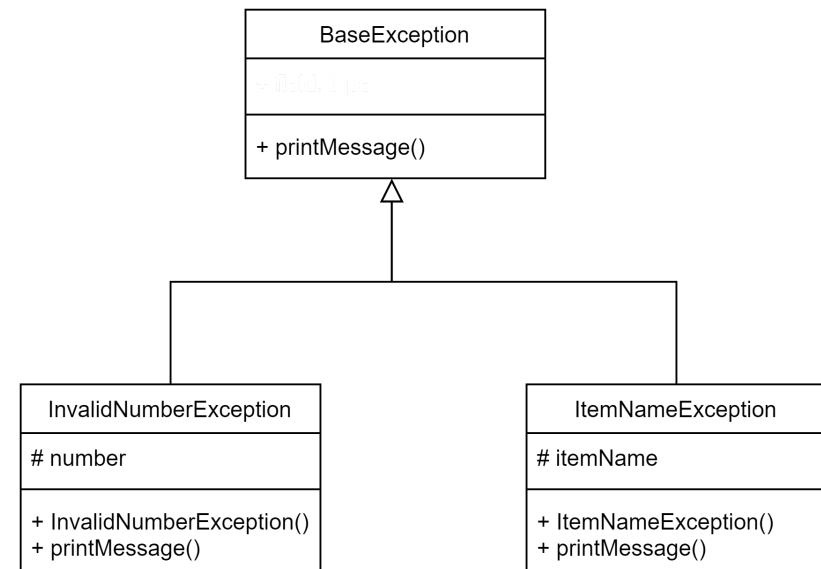 BaseException
+ printMessage()
InvalidNumberException
# number
+ InvalidNumberException()
+ printMessage()
ItemNameException
# itemName
+ ItemNameException()
+ printMessage()